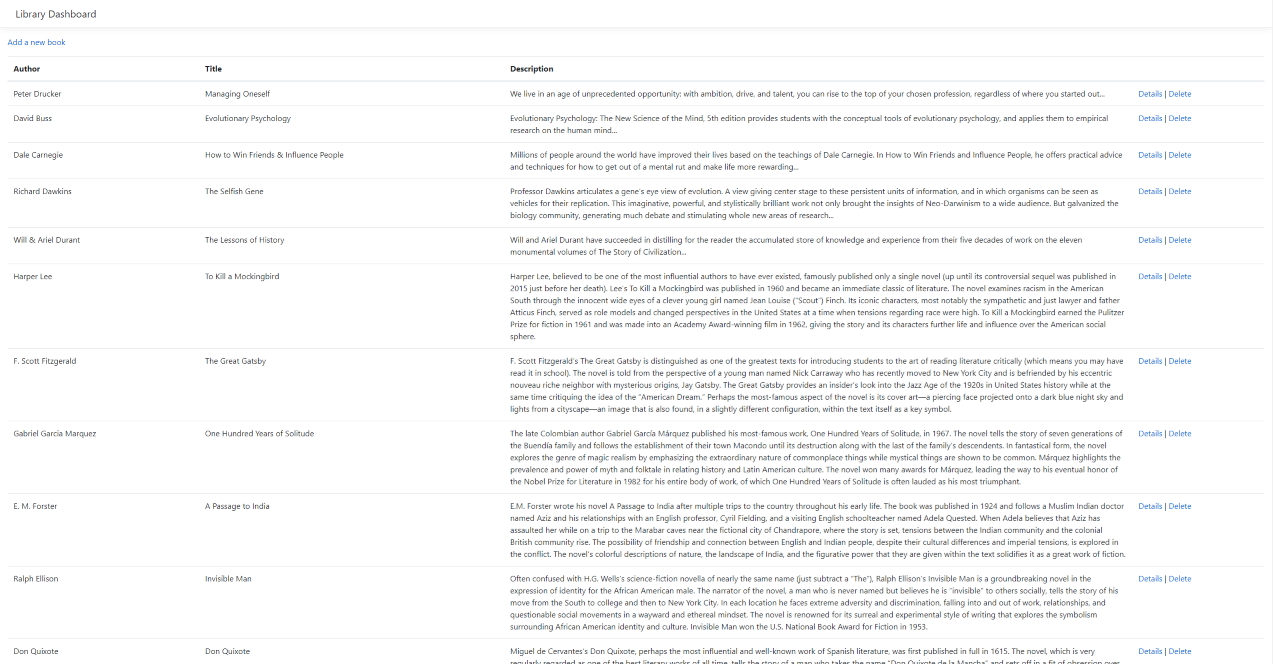 Library Dashboard
Add a new book
Author Title Description
Peter Drucker Managing Oneself We live in an age of unprecedented opportunity: with ambition, drive, and talent, you can rise to the top of your chosen profession, regardless of where you started out... Details | Delete
David Buss Evolutionary Psychology Evolutionary Psychology: The New Science of the Mind, 5th edition provides students with the conceptual tools of evolutionary psychology, and applies them to empirical Details | Delete
research on the human mind...
Dale Carnegie How to Win Friends & Influence People Millions of people around the world have improved their lives based on the teachings of Dale Carnegie. In How to Win Friends and Influence People, he offers practical advice Details | Delete
and techniques for how to get out of a mental rut and make life more rewarding...
Richard Dawkins The Selfish Gene Professor Dawkins articulates a gene's eye view of evolution. A view giving center stage to these persistent units of information, and in which organisms can be seen as Details | Delete
vehicles for their replication. This imaginative, powerful, and stylistically brilliant work not only brought the insights of Neo-Darwinism to a wide audience. But galvanized the
biology community, generating much debate and stimulating whole new areas of research...
Will & Ariel Durant The Lessons of History Will and Ariel Durant have succeeded in distilling for the reader the accumulated store of knowledge and experience from their five decades of work on the eleven Details | Delete
monumental volumes of The Story of Civilization...
Harper Lee To Kill a Mockingbird Harper Lee, believed to be one of the most influential authors to have ever existed, famously published only a single novel (up until its controversial sequel was published in Details | Delete
2015 just before her death). Lee's To Kill a Mockingbird was published in 1960 and became an immediate classic of literature. The novel examines racism in the American
South through the innocent wide eyes of a clever young girl named Jean Louise ("Scout") Finch. Its iconic characters, most notably the sympathetic and just lawyer and father
Atticus Finch, served as role models and changed perspectives in the United States at a time when tensions regarding race were high. To Kill a Mockingbird earned the Pulitzer
Prize for fiction in 1961 and was made into an Academy Award-winning film in 1962, giving the story and its characters further life and influence over the American social
sphere.
F. Scott Fitzgerald The Great Gatsby F. Scott Fitzgerald's The Great Gatsby is distinguished as one of the greatest texts for introducing students to the art of reading literature critically (which means you may have Details | Delete
read it in school). The novel is told from the perspective of a young man named Nick Carraway who has recently moved to New York City and is befriended by his eccentric
nouveau riche neighbor with mysterious origins, Jay Gatsby. The Great Gatsby provides an insider's look into the Jazz Age of the 1920s in United States history while at the
same time critiquing the idea of the "American Dream." Perhaps the most-famous aspect of the novel is its cover art—a piercing face projected onto a dark blue night sky and
lights from a cityscape—an image that is also found, in a slightly different configuration, within the text itself as a key symbol.
Gabriel García Marquez One Hundred Years of Solitude The late Colombian author Gabriel García Márquez published his most-famous work, One Hundred Years of Solitude, in 1967. The novel tells the story of seven generations of Details | Delete
the Buendía family and follows the establishment of their town Macondo until its destruction along with the last of the family's descendents. In fantastical form, the novel
explores the genre of magic realism by emphasizing the extraordinary nature of commonplace things while mystical things are shown to be common. Márquez highlights the
prevalence and power of myth and folktale in relating history and Latin American culture. The novel won many awards for Márquez, leading the way to his eventual honor of
the Nobel Prize for Literature in 1982 for his entire body of work, of which One Hundred Years of Solitude is often lauded as his most triumphant.
E. M. Forster A Passage to India E.M. Forster wrote his novel A Passage to India after multiple trips to the country throughout his early life. The book was published in 1924 and follows a Muslim Indian doctor Details | Delete
named Aziz and his relationships with an English professor, Cyril Fielding, and a visiting English schoolteacher named Adela Quested. When Adela believes that Aziz has
assaulted her while on a trip to the Marabar caves near the fictional city of Chandrapore, where the story is set, tensions between the Indian community and the colonial
British community rise. The possibility of friendship and connection between English and Indian people, despite their cultural differences and imperial tensions, is explored in
the conflict. The novel's colorful descriptions of nature, the landscape of India, and the figurative power that they are given within the text solidifies it as a great work of fiction.
Ralph Ellison Invisible Man Often confused with H.G. Wells's science-fiction novella of nearly the same name (just subtract a "The"), Ralph Ellison's Invisible Man is a groundbreaking novel in the Details | Delete
expression of identity for the African American male. The narrator of the novel, a man who is never named but believes he is "invisible" to others socially, tells the story of his
move from the South to college and then to New York City. In each location he faces extreme adversity and discrimination, falling into and out of work, relationships, and
questionable social movements in a wayward and ethereal mindset. The novel is renowned for its surreal and experimental style of writing that explores the symbolism
surrounding African American identity and culture. Invisible Man won the U.S. National Book Award for Fiction in 1953.
Don Quixote Don Quixote Miguel de Cervantes's Don Quixote, perhaps the most influential and well-known work of Spanish literature, was first published in full in 1615. The novel, which is very Details | Delete
regularly regarded as one of the best literary works of all time, tells the story of a man who takes the name "Don Quixote de la Mancha" and sets off in a fit of obsession over